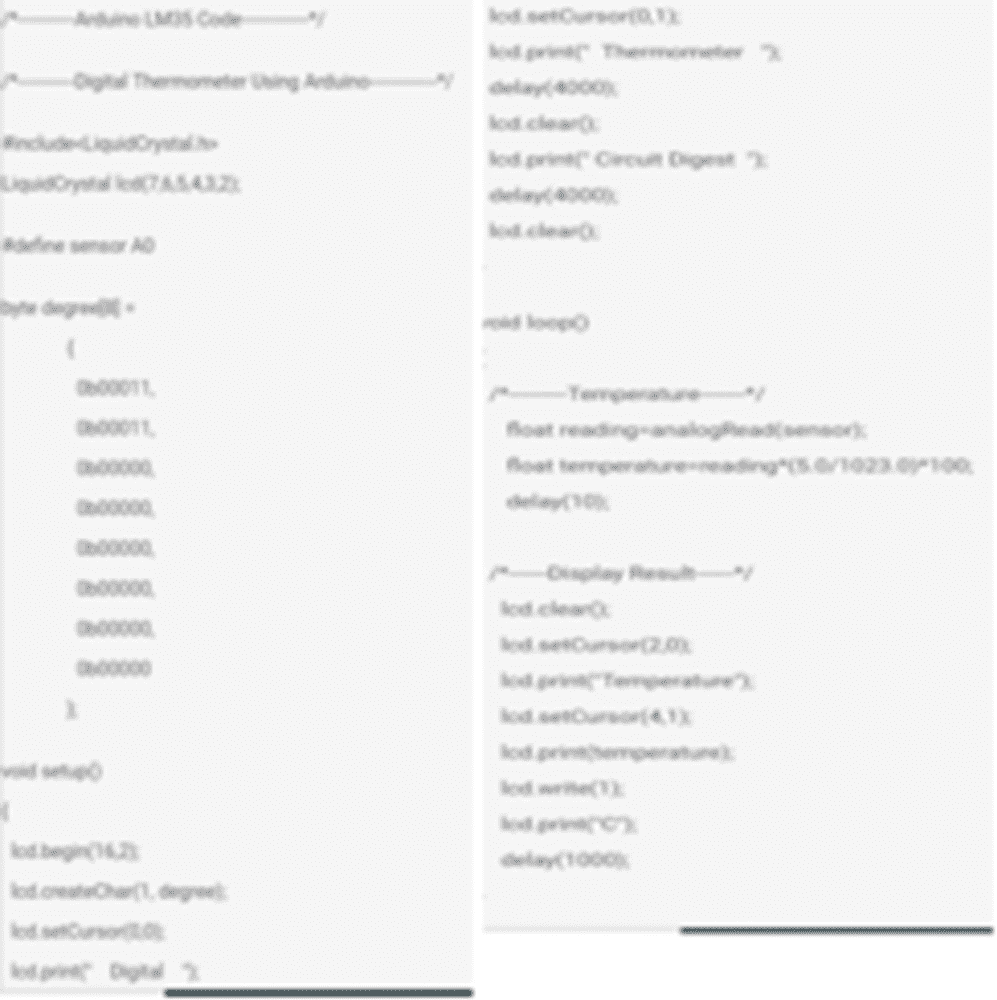 /*-----------Arduino LM35 Code-------------*/
/*-----------Digital Thermometer Using Arduino-------------*/
#include<LiquidCrystal.h>
LiquidCrystal lcd(7,6,5,4,3,2);
#define sensor A0
byte degree[8] =
{
0b00011,
0b00011,
0b00000,
0b00000,
0b00000,
0b00000,
0b00000,
0b00000
};
void setup()
{
lcd.begin(16,2);
lcd.createChar(1, degree);
lcd.setCursor(0,0);
lcd.print("    Digital    ");
lcd.setCursor(0,1);
lcd.print("  Thermometer   ");
delay(4000);
lcd.clear();
lcd.print(" Circuit Digest  ");
delay(4000);
lcd.clear();
void loop()
/*---------Temperature-------*/
float reading=analogRead(sensor);
float temperature=reading*(5.0/1023.0)*100;
delay(10);
/*------Display Result------*/
lcd.clear();
lcd.setCursor(2,0);
lcd.print("Temperature");
lcd.setCursor(4,1);
lcd.print(temperature);
lcd.write(1);
lcd.print("C");
delay(1000);